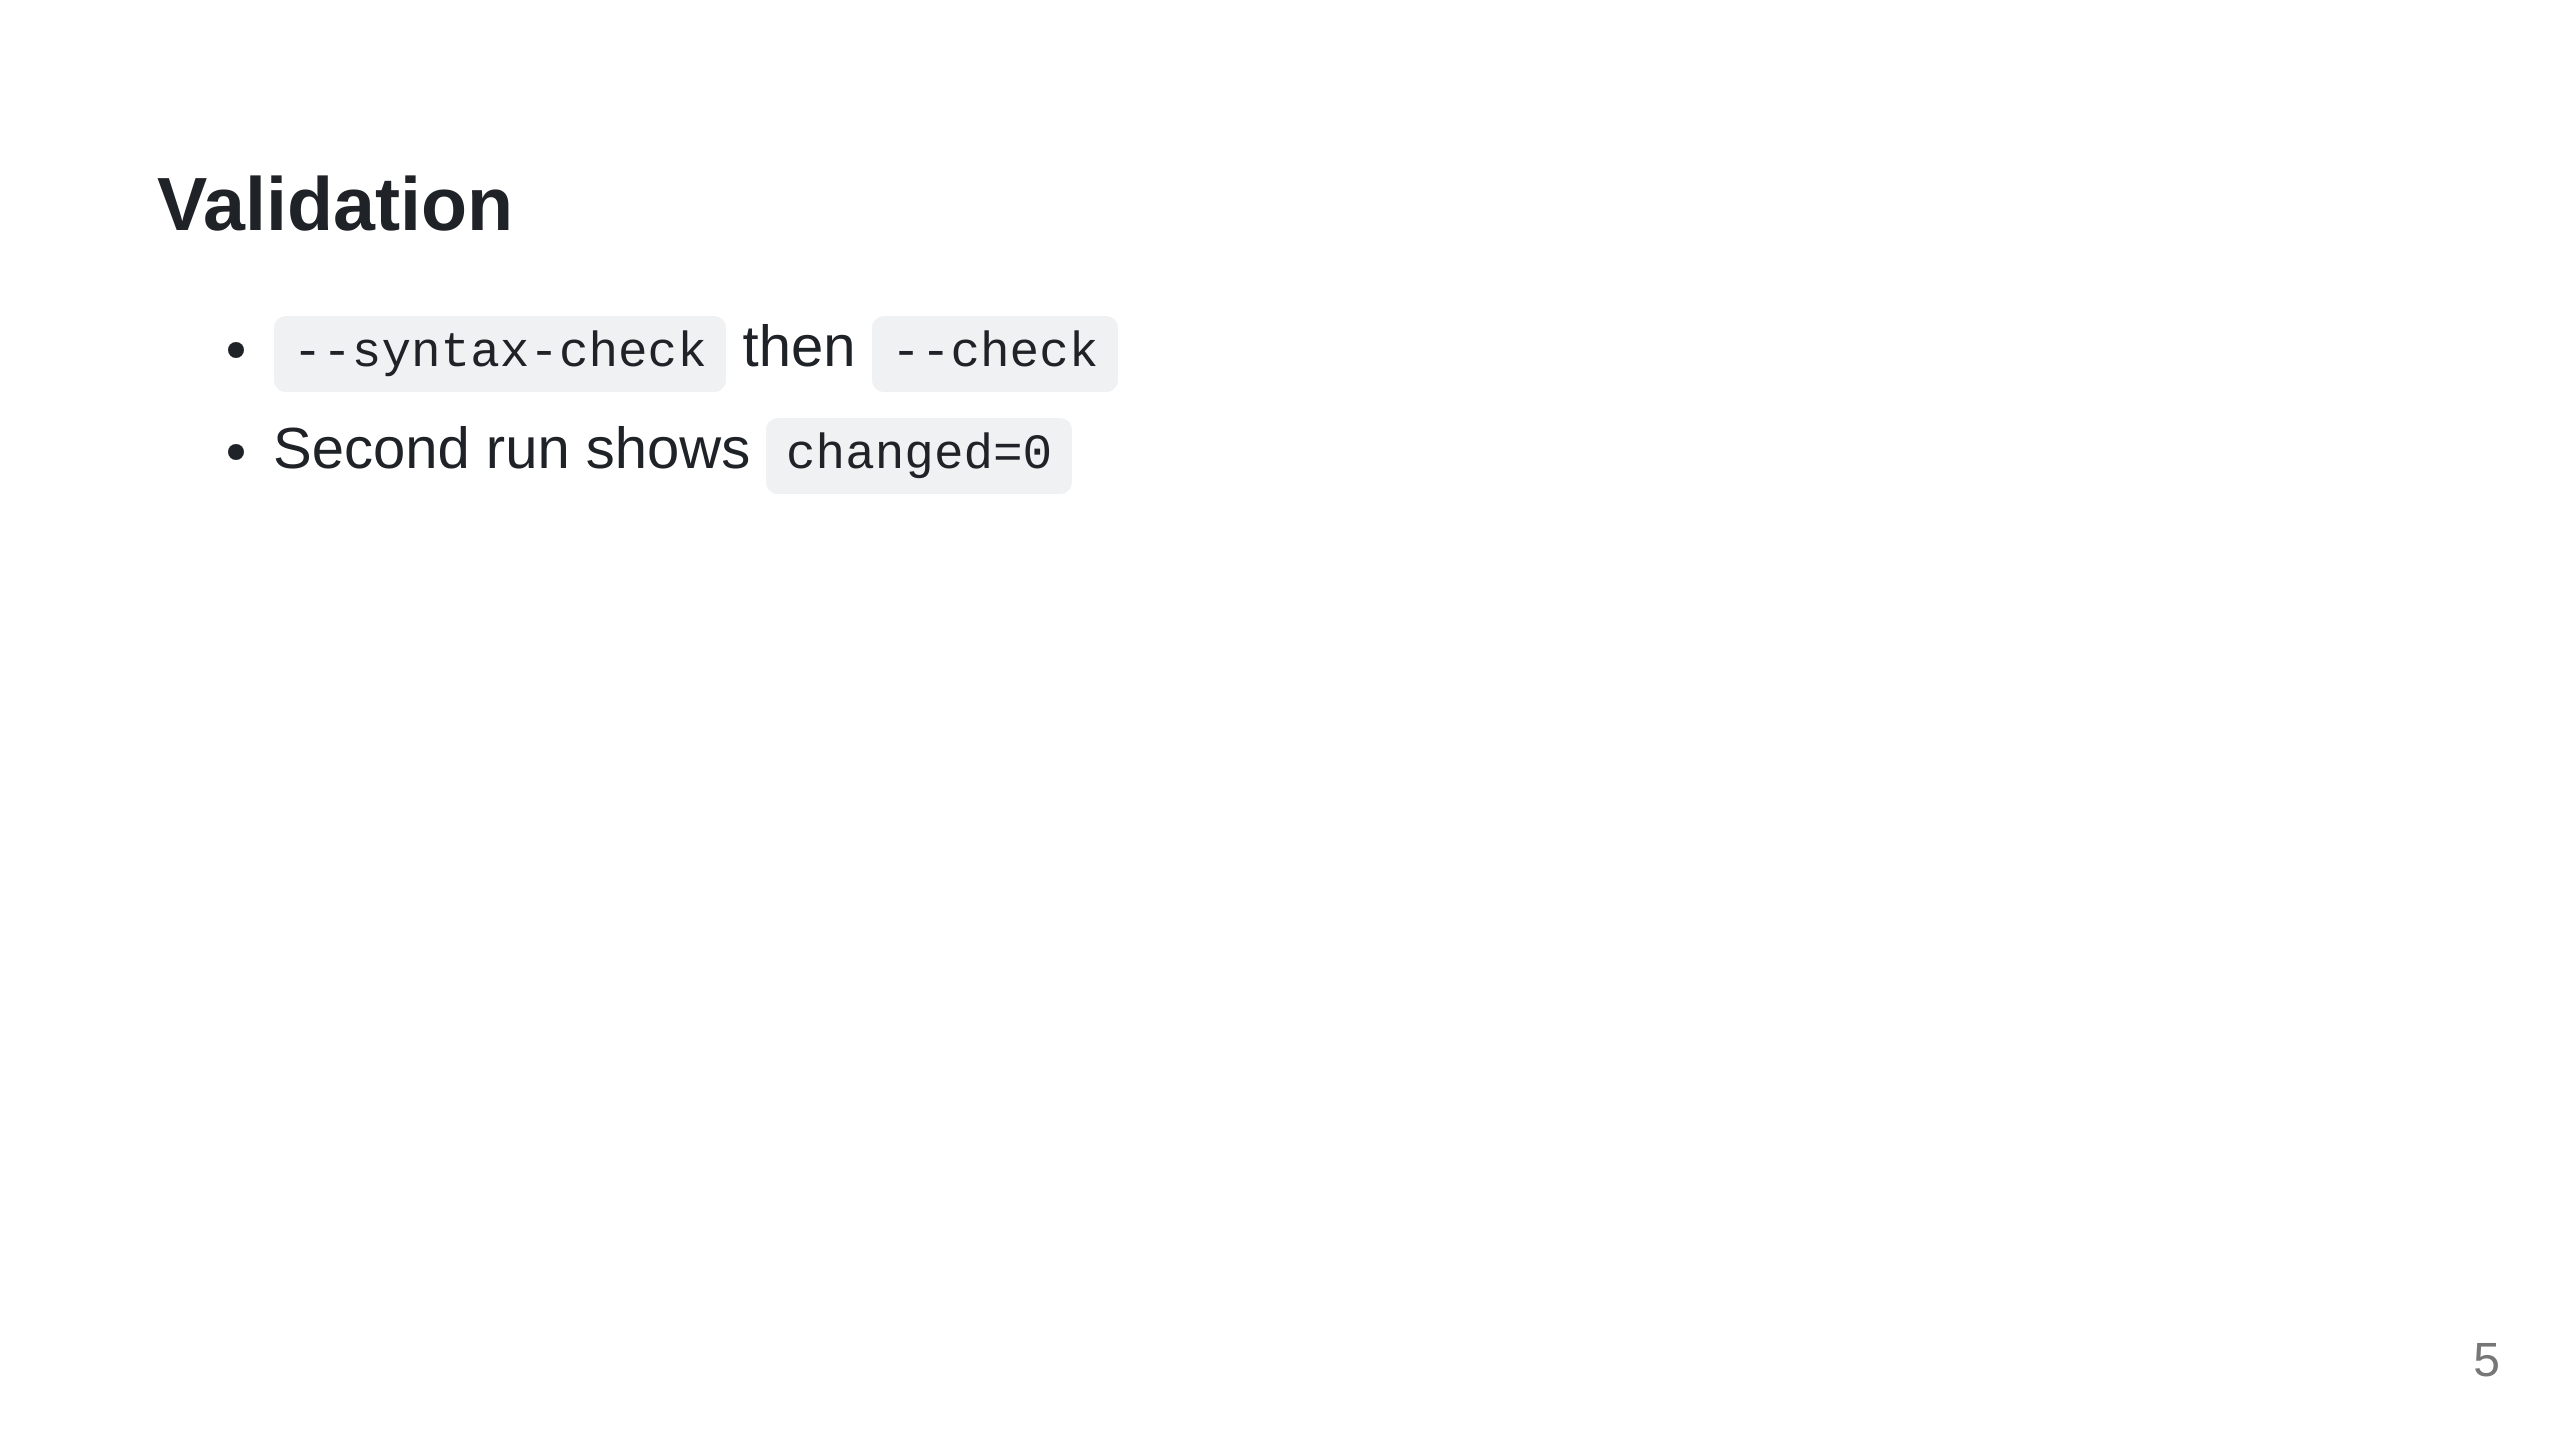 Validation
• --syntax-check then --check
• Second run shows changed=0
5